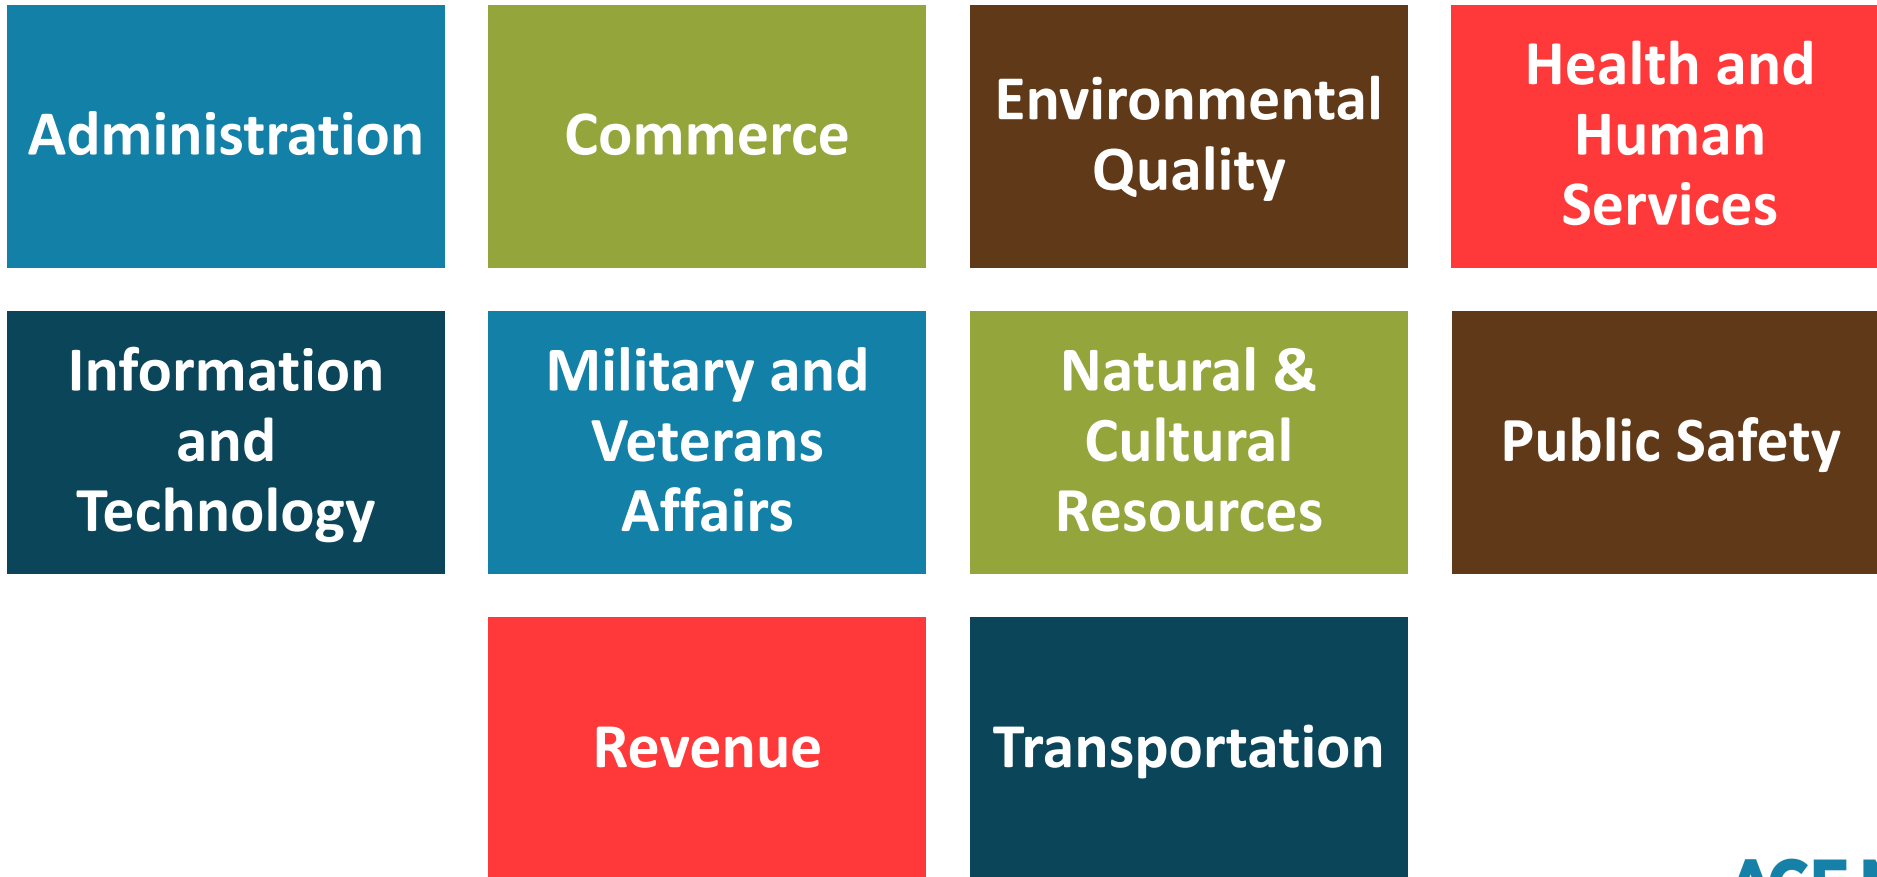 Administration
Commerce
Environmental
Quality
Health and
Human
Services
Information
and
Technology
Military and
Veterans
Affairs
Natural &
Cultural
Resources
Public Safety
Revenue
Transportation